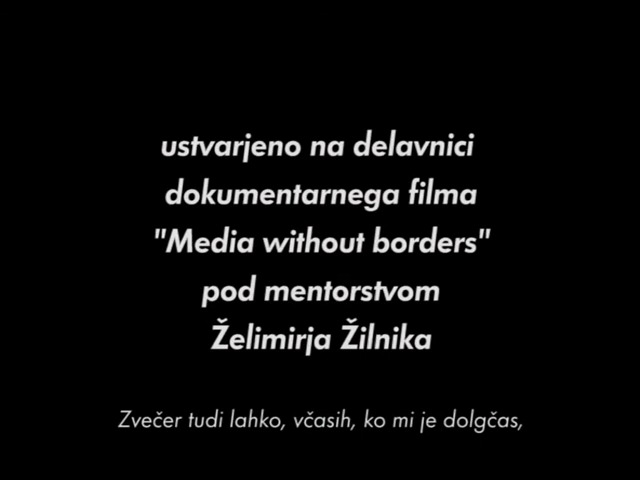 ustvarjeno na delavnici
dokumentarnega filma
"Media without borders"
pod mentorstvom
Želimirja Žilnika
Zvečer tudi lahko, včasih, ko mi je dolgčas,